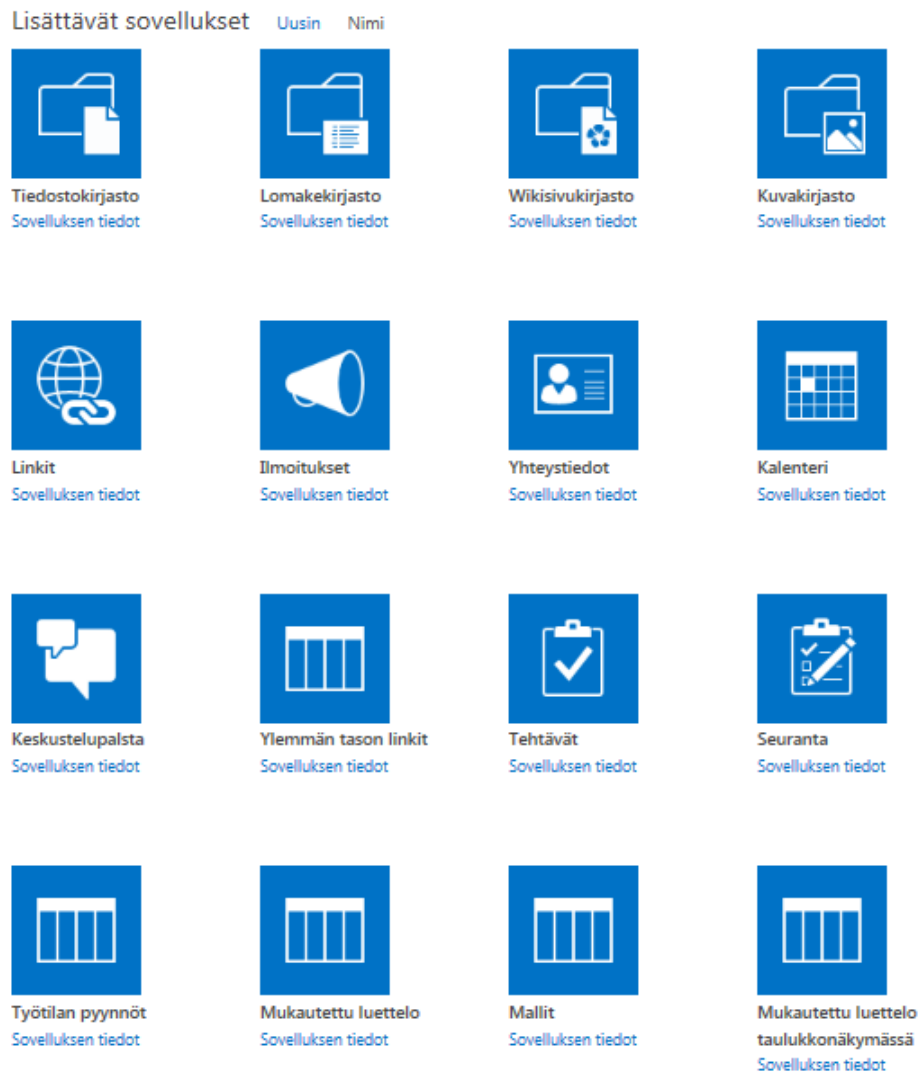 Lisättävät sovellukset Uusin Nimi
Tiedostokirjasto Lomakekirjasto Wikisivukirjasto Kuvakirjasto
Sovelluksen tiedot Sovelluksen tiedot Sovelluksen tiedot Sovelluksen tiedot
Linkit Ilmoitukset Yhteystiedot Kalenteri
Sovelluksen tiedot Sovelluksen tiedot Sovelluksen tiedot Sovelluksen tiedot
Keskustelupalsta Ylemmän tason linkit Tehtävät Seuranta
Sovelluksen tiedot Sovelluksen tiedot Sovelluksen tiedot Sovelluksen tiedot
Työtilan pyynnöt Mukautettu luettelo Mallit Mukautettu luettelo
Sovelluksen tiedot Sovelluksen tiedot Sovelluksen tiedot taulukkonäkymässä
Sovelluksen tiedot